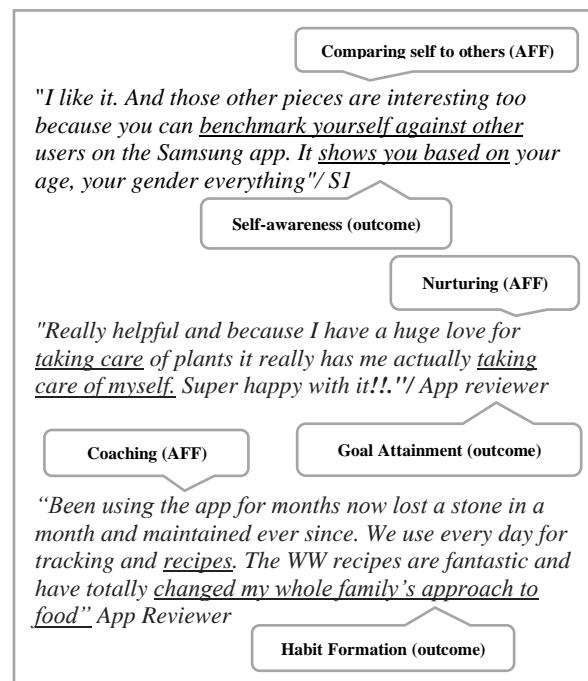 Comparing self to others (AFF)
"I like it. And those other pieces are interesting too
because you can benchmark yourself against other
users on the Samsung app. It shows you based on your
age, your gender everything"/ S1
Self-awareness (outcome)
Nurturing (AFF)
"Really helpful and because I have a huge love for
taking care of plants it really has me actually taking
care of myself. Super happy with it!!."/ App reviewer
Goal Attainment (outcome)
Coaching (AFF)
“Been using the app for months now lost a stone in a
month and maintained ever since. We use every day for
tracking and recipes. The WW recipes are fantastic and
have totally changed my whole family’s approach to
food” App Reviewer
Habit Formation (outcome)